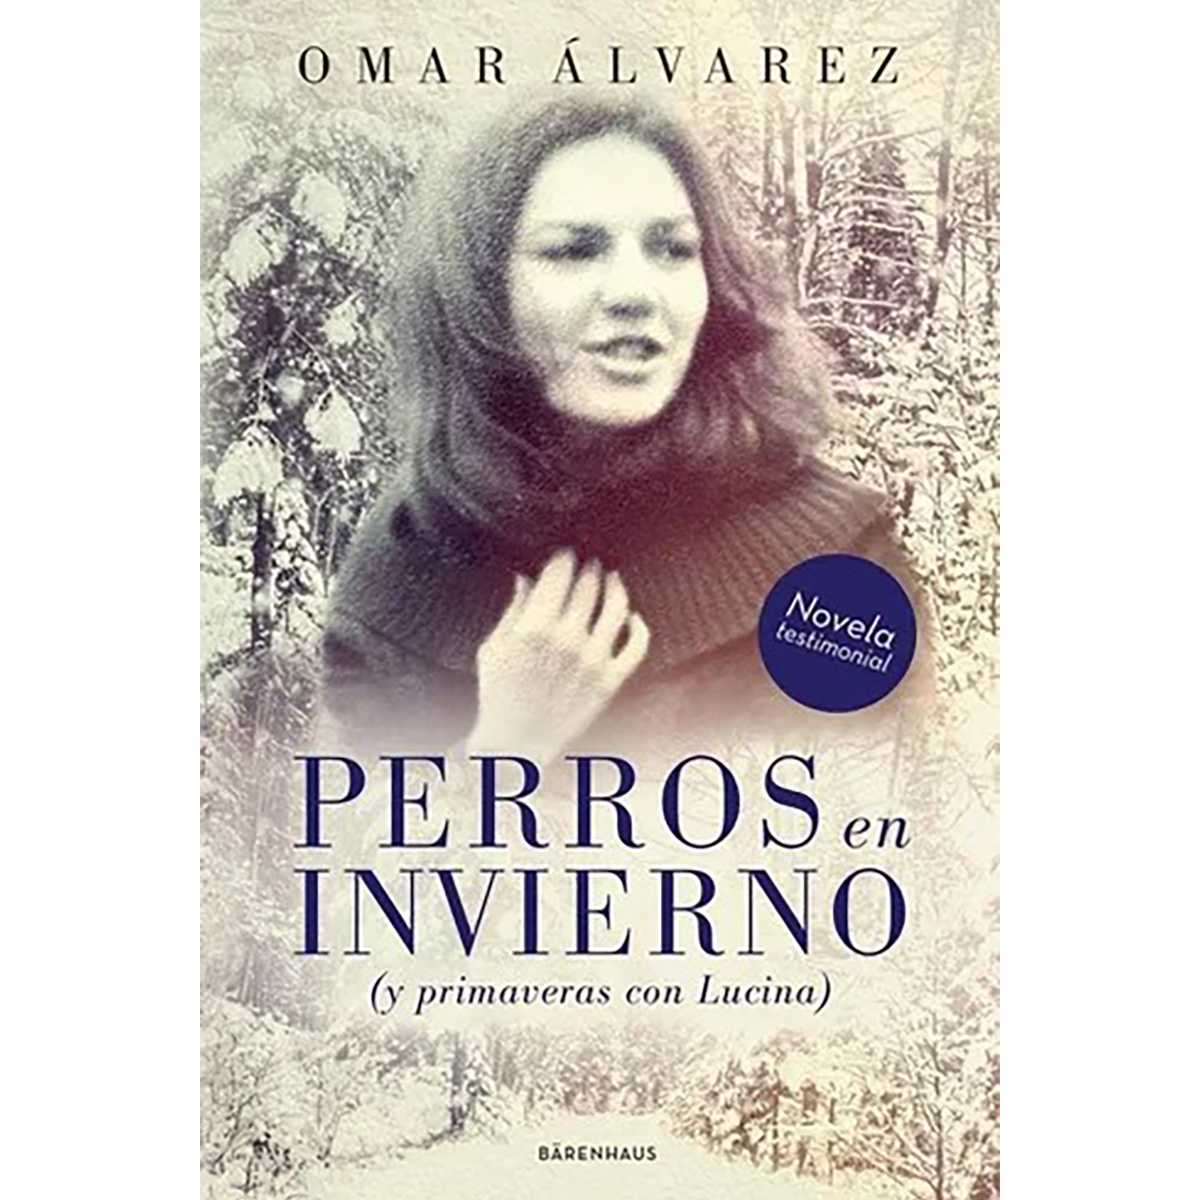 OMAR ÁLVAREZ
Novela
testimonial
PERROS en
INVIERNO
(y primaveras con Lucina)
BÄRENHAUS